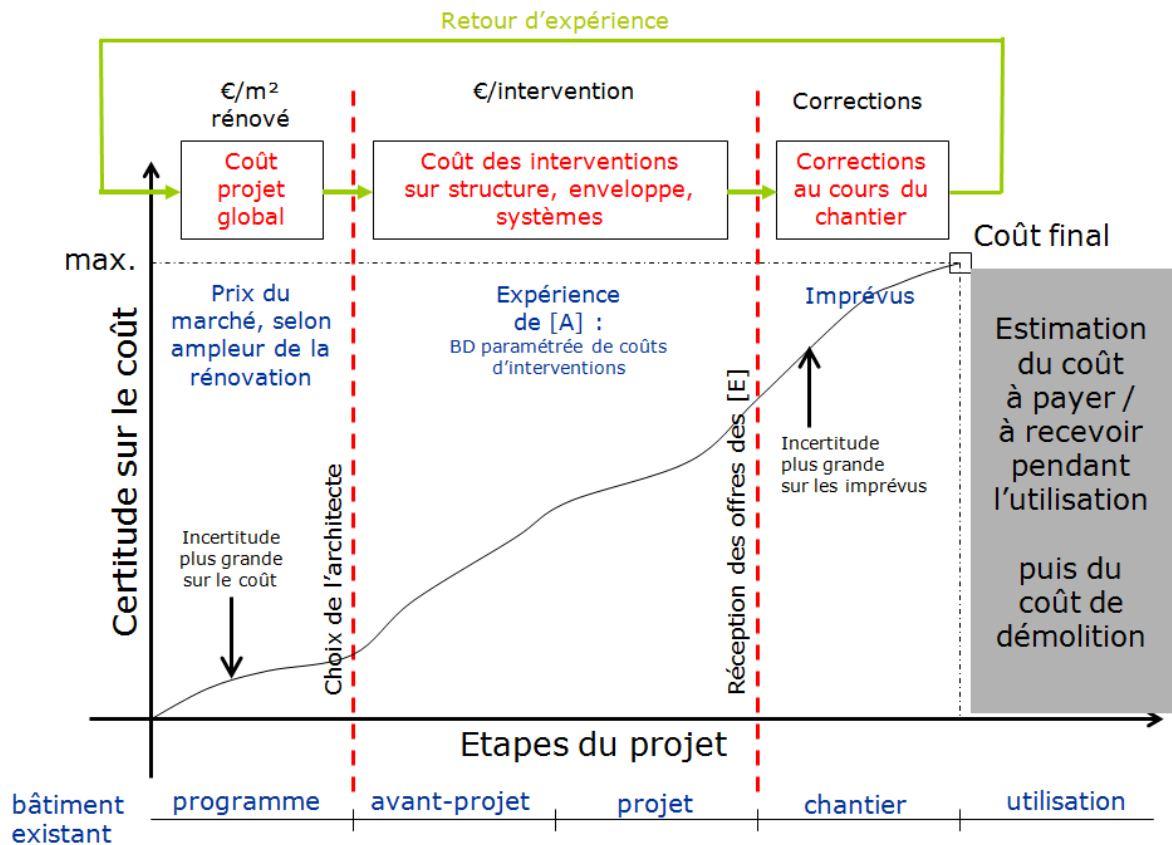 Retour d'expérience
€/m²
rénové
€/intervention
Corrections
Coût
projet
global
Coût des interventions
sur structure, enveloppe,
systèmes
Corrections
au cours du
chantier
Coût final
max.
Certitude sur le coût
Prix du
marché, selon
ampleur de la
rénovation
Expérience
de [A] :
BD paramétrée de coûts
d'interventions
Imprévus
Estimation
du coût
à payer /
à recevoir
pendant
l'utilisation
puis du
coût de
démolition
Incertitude
plus grande
sur le coût
Choix de l'architecte
Réception des offres des [E]
Incertitude
plus grande
sur les imprévus
Etapes du projet
bâtiment
existant
programme
avant-projet
projet
chantier
utilisation